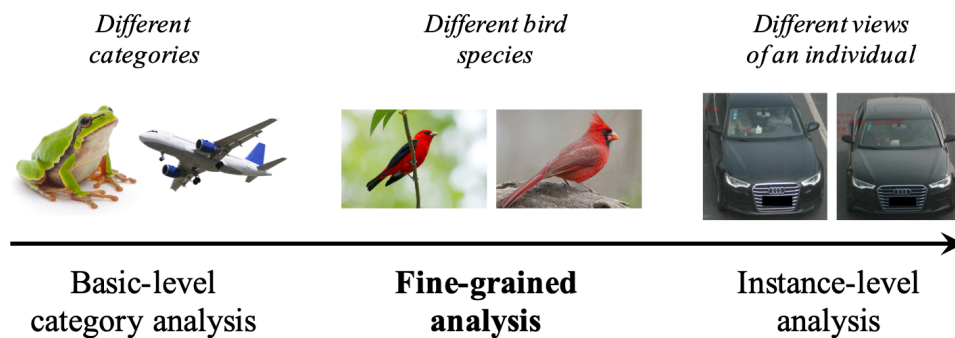 Different
categories
Different bird
species
Different views
of an individual
Basic-level
category analysis
Fine-grained
analysis
Instance-level
analysis